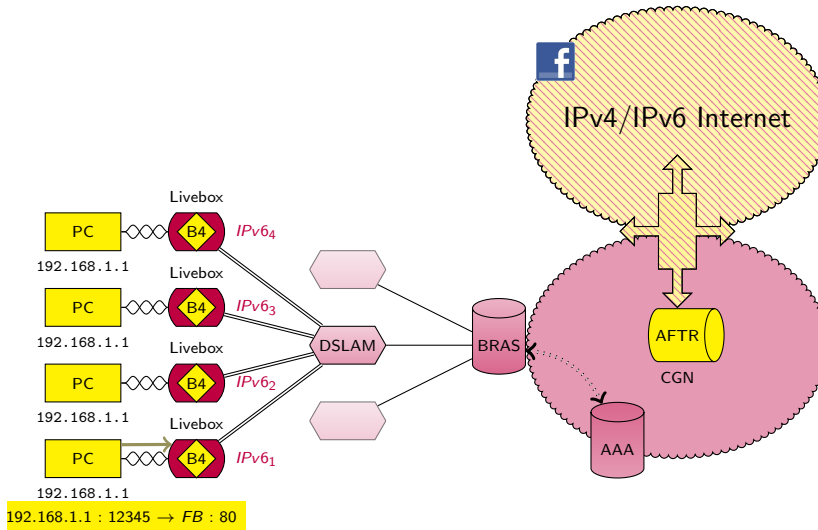 f
IPv4/IPv6 Internet
Livebox
PC
B4
IPv6₄
192.168.1.1
Livebox
PC
B4
IPv6₃
192.168.1.1
Livebox
PC
B4
IPv6₂
192.168.1.1
Livebox
PC
B4
IPv6₁
192.168.1.1
192.168.1.1 : 12345 → FB : 80
DSLAM
BRAS
AFTR
CGN
AAA